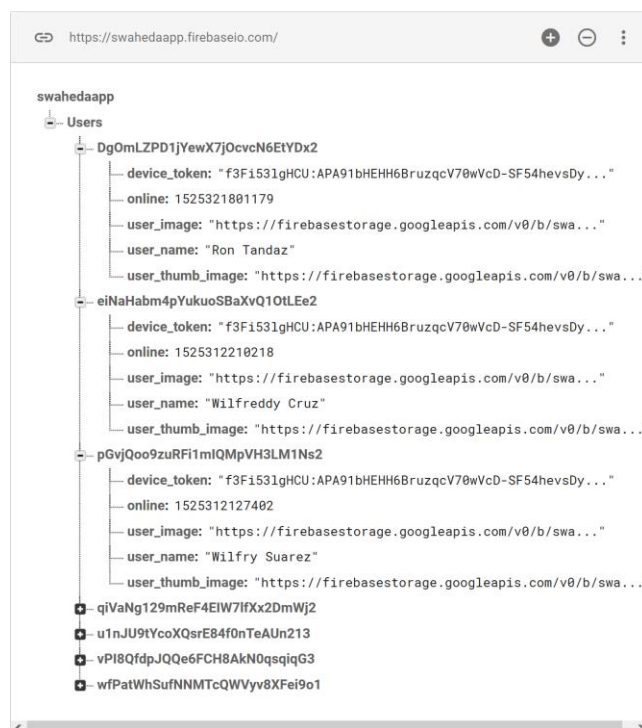 https://swahedaapp.firebaseio.com/
swahedaapp
Users
DgOmLZPD1jYewX7jOcvcN6EtYDx2
device_token: "f3Fi53lgHCU:APA91bHEHH6BruzqcV70wVcD-SF54hevsDy..."
online: 1525321801179
user_image: "https://firebasestorage.googleapis.com/v0/b/swa..."
user_name: "Ron Tandaz"
user_thumb_image: "https://firebasestorage.googleapis.com/v0/b/swa...
eiNaHabm4pYukuoSBaXvQ1OtLEe2
device_token: "f3Fi53lgHCU:APA91bHEHH6BruzqcV70wVcD-SF54hevsDy..."
online: 1525312210218
user_image: "https://firebasestorage.googleapis.com/v0/b/swa..."
user_name: "Wilfreddy Cruz"
user_thumb_image: "https://firebasestorage.googleapis.com/v0/b/swa...
pGvjQoo9zuRFi1mIQMpVH3LM1Ns2
device_token: "f3Fi53lgHCU:APA91bHEHH6BruzqcV70wVcD-SF54hevsDy..."
online: 1525312127402
user_image: "https://firebasestorage.googleapis.com/v0/b/swa..."
user_name: "Wilfry Suarez"
user_thumb_image: "https://firebasestorage.googleapis.com/v0/b/swa...
qiVaNg129mReF4EIW7lfXx2DmWj2
u1nJU9tYcoXQsrE84f0nTeAUn213
vPI8QfdpJQQe6FCH8AkN0qsqiqG3
wfPatWhSufNNMTcQWVyv8XFei9o1